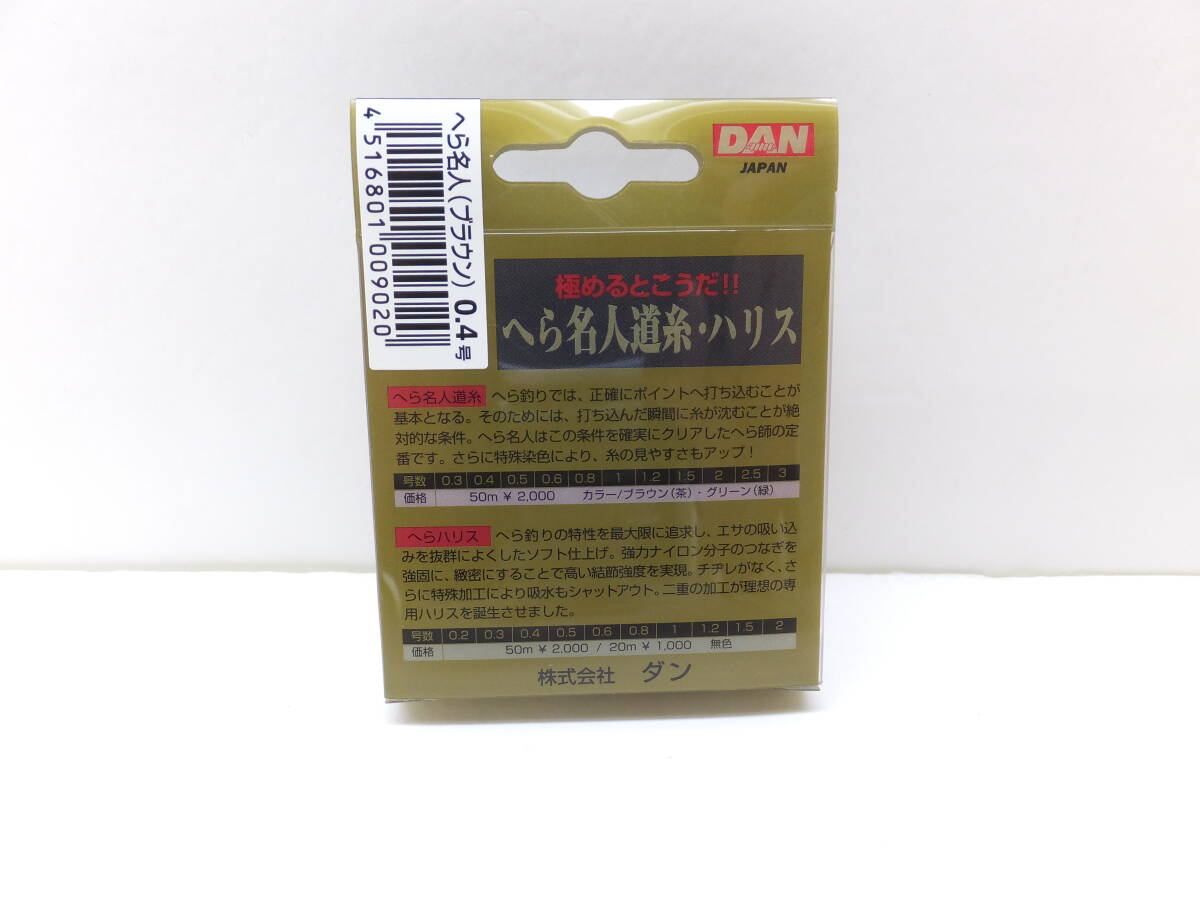 DAN
JAPAN
へら名人(ブラウン) 0.4号
4 516801 009020
極めるとこうだ!!
へら名人道糸・ハリス
へら名人道糸 へら釣りでは、正確にポイントへ打ち込むことが
基本となる。そのためには、打ち込んだ瞬間に糸が沈むことが絶
対的な条件。へら名人はこの条件を確実にクリアしたへら師の定
番です。さらに特殊染色により、糸の見やすさもアップ!
号数 0.3 0.4 0.5 0.6 0.8 1 1.2 1.5 2 2.5 3
価格 50m ¥2,000 カラー/ブラウン(茶)・グリーン(緑)
へらハリス へら釣りの特性を最大限に追求し、エサの吸い込
みを抜群によくしたソフト仕上げ。強力ナイロン分子のつなぎを
強固に、緻密にすることで高い結節強度を実現。チヂレがなく、さ
らに特殊加工により吸水もシャットアウト。二重の加工が理想の専
用ハリスを誕生させました。
号数 0.2 0.3 0.4 0.5 0.6 0.8 1 1.2 1.5 2
価格 50m ¥2,000 / 20m ¥1,000 無色
株式会社 ダン